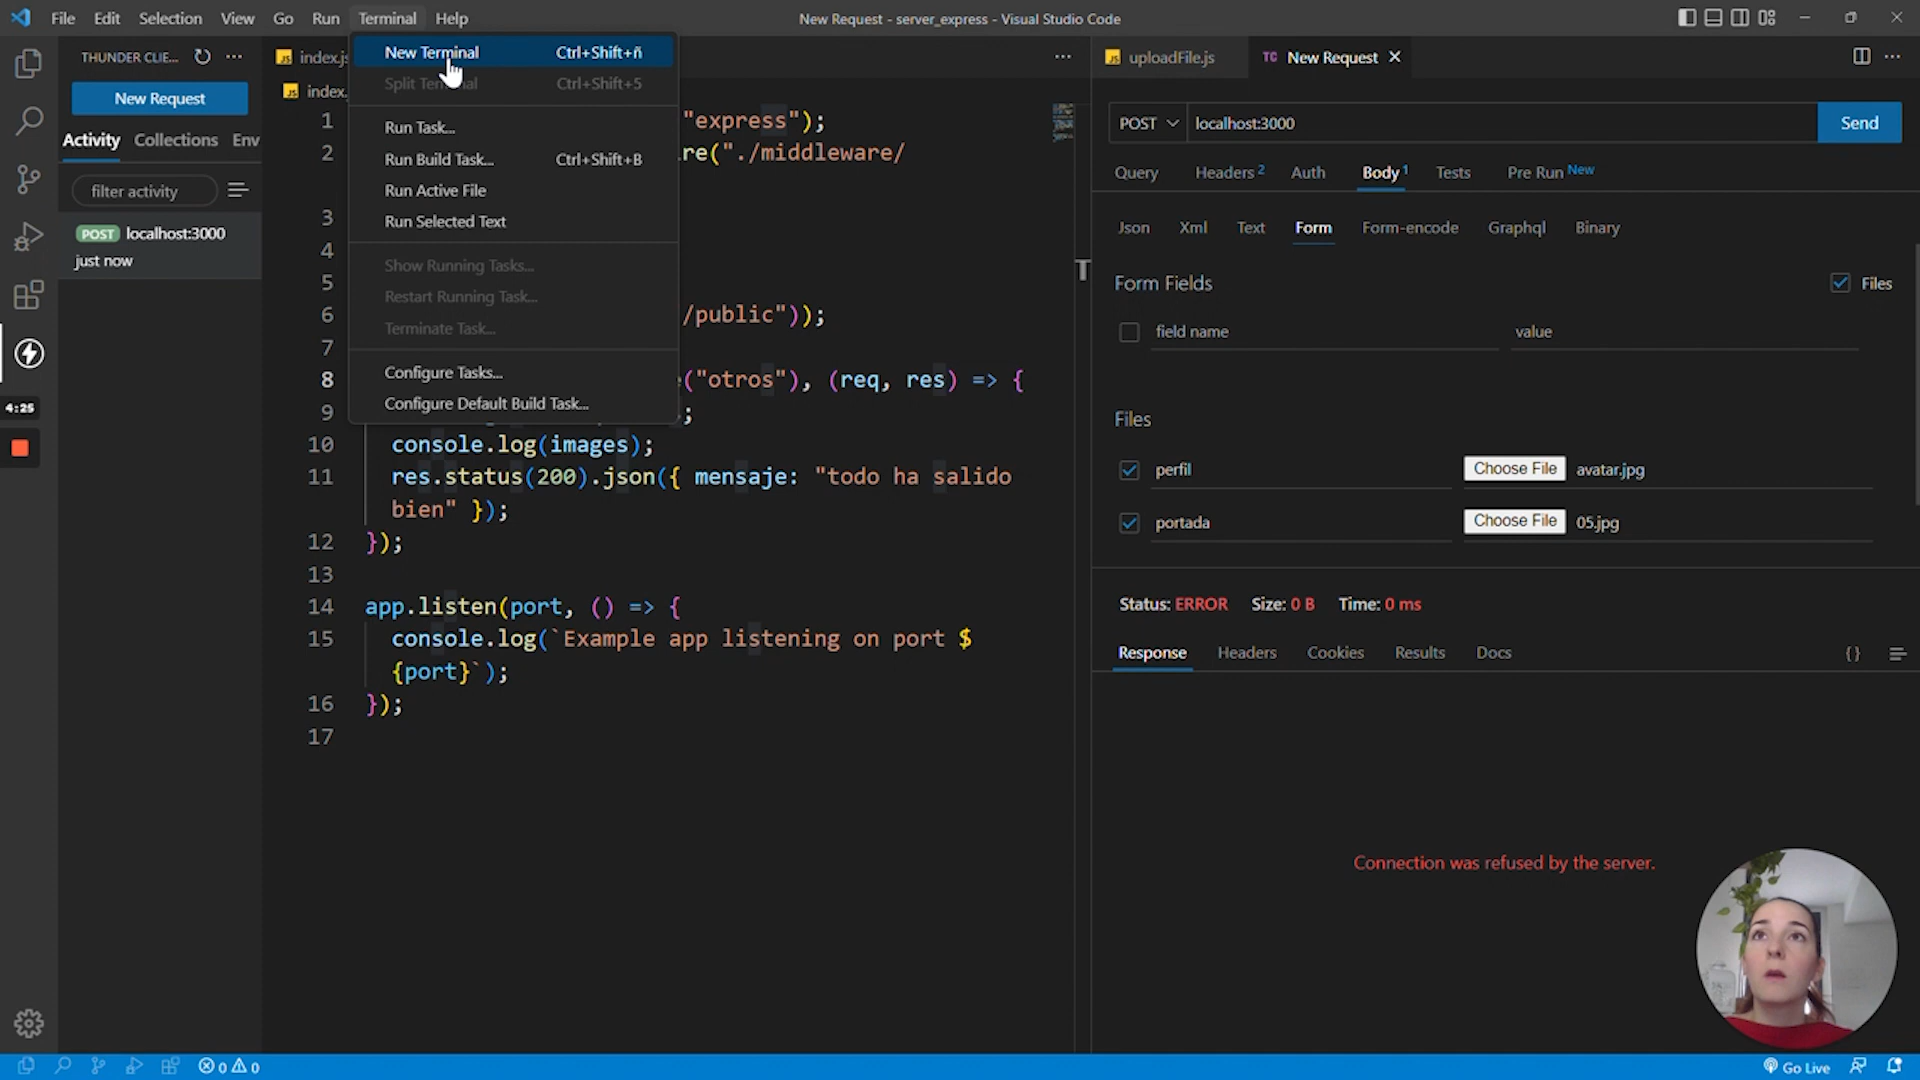 File Edit Selection View Go Run Terminal Help
New Request - server_express - Visual Studio Code
THUNDER CLIE...
New Request
Activity Collections Env
filter activity
POST localhost:3000
just now
4:25
index.js
index.
New Terminal Ctrl+Shift+ñ
Split Terminal Ctrl+Shift+5
Run Task...
Run Build Task... Ctrl+Shift+B
Run Active File
Run Selected Text
Show Running Tasks...
Restart Running Task...
Terminate Task...
Configure Tasks...
Configure Default Build Task...
1 "express");
2 re("./middleware/
3
4
5
6 /public"));
7
8 e("otros"), (req, res) => {
9 ;
10 console.log(images);
11 res.status(200).json({ mensaje: "todo ha salido
bien" });
12 });
13
14 app.listen(port, () => {
15 console.log(`Example app listening on port $
{port}`);
16 });
17
uploadFile.js
TC New Request
POST localhost:3000 Send
Query Headers 2 Auth Body 1 Tests Pre Run New
Json Xml Text Form Form-encode Graphql Binary
Form Fields Files
field name value
Files
perfil Choose File avatar.jpg
portada Choose File 05.jpg
Status: ERROR Size: 0 B Time: 0 ms
Response Headers Cookies Results Docs {}
Connection was refused by the server.
0 0
Go Live